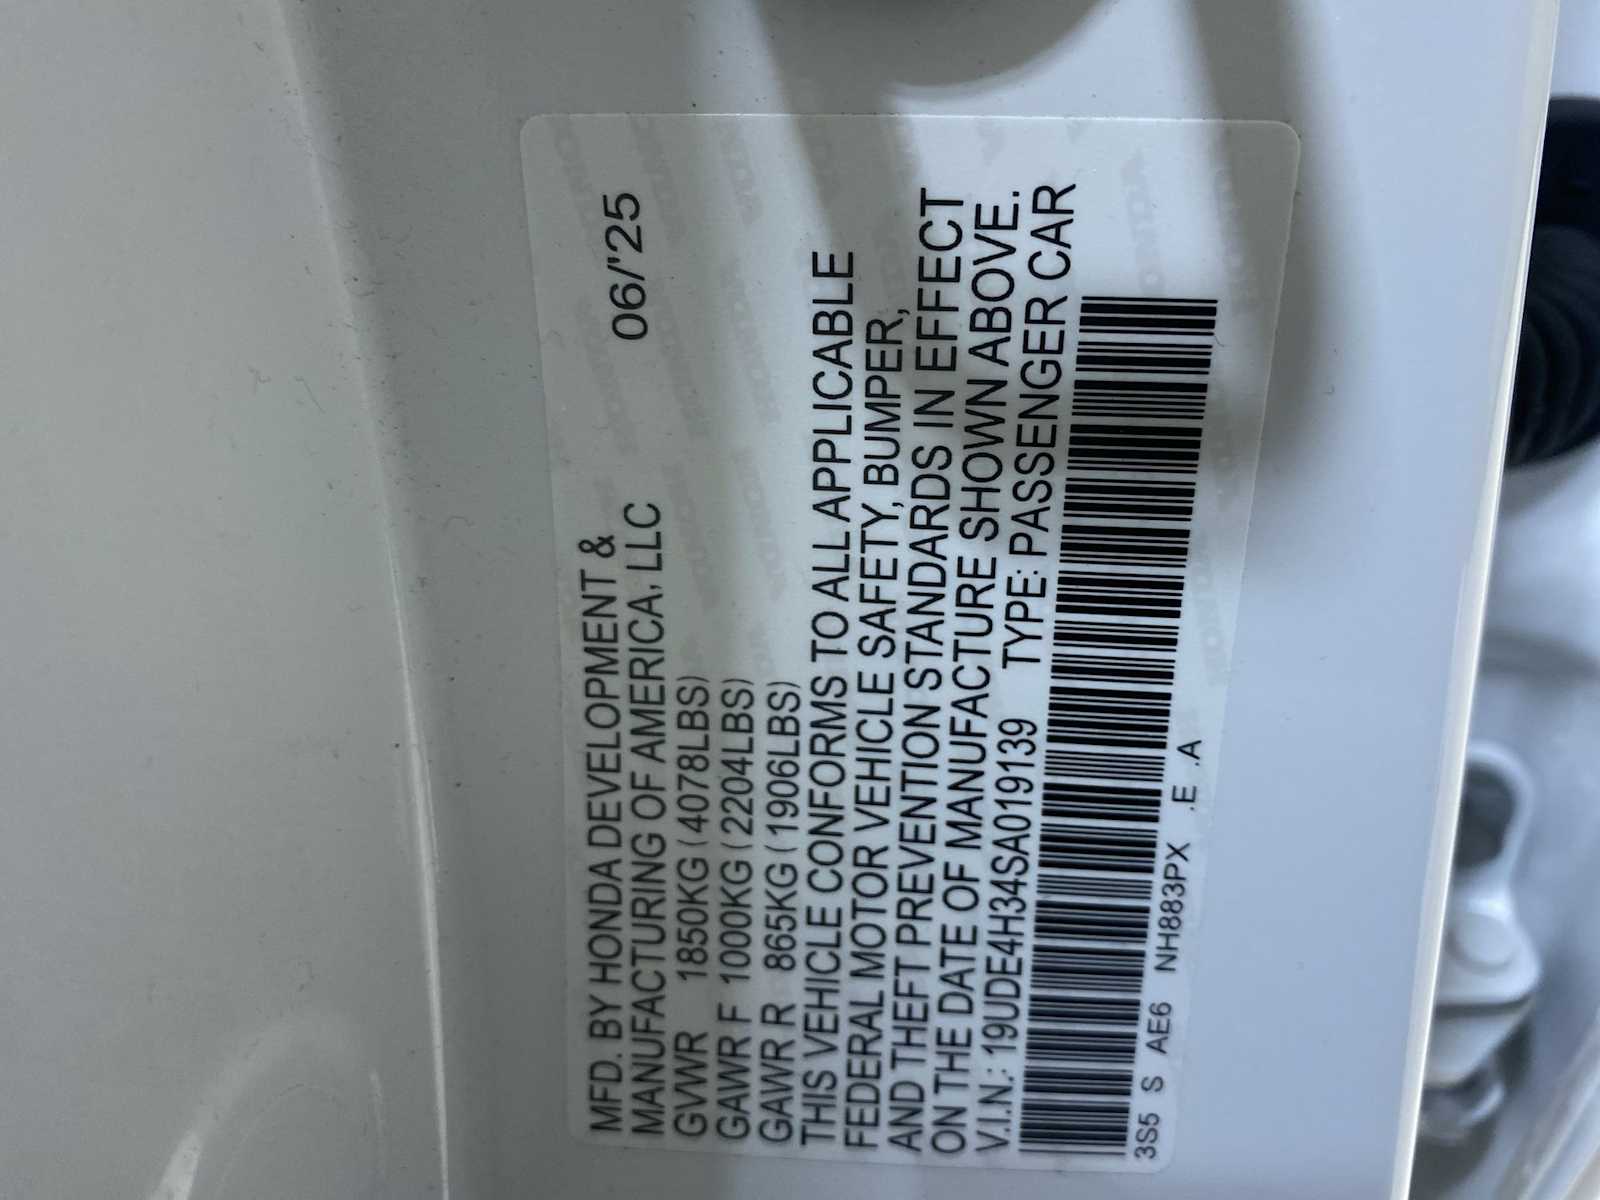 MFD. BY HONDA DEVELOPMENT &
MANUFACTURING OF AMERICA, LLC 06/'25
GVWR 1850KG (4078LBS)
GAWR F 1000KG (2204LBS)
GAWR R 865KG (1906LBS)
THIS VEHICLE CONFORMS TO ALL APPLICABLE
FEDERAL MOTOR VEHICLE SAFETY, BUMPER,
AND THEFT PREVENTION STANDARDS IN EFFECT
ON THE DATE OF MANUFACTURE SHOWN ABOVE.
V.I.N.: 19UDE4H34SA019139 TYPE: PASSENGER CAR
3S5 S AE6 NH883PX .E .A